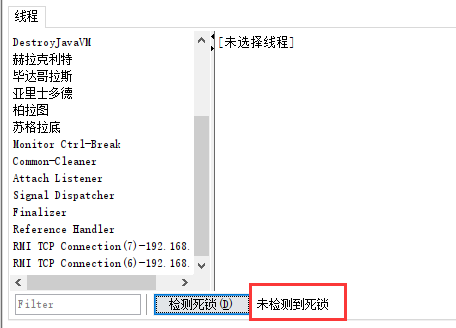 线程
DestroyJavaVM
赫拉克利特
毕达哥拉斯
亚里士多德
柏拉图
苏格拉底
Monitor Ctrl-Break
Common-Cleaner
Attach Listener
Signal Dispatcher
Finalizer
Reference Handler
RMI TCP Connection(7)-192.168.
RMI TCP Connection(6)-192.168.
[未选择线程]
Filter
检测死锁(D)
未检测到死锁